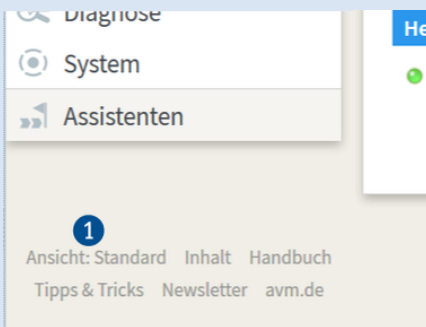 Diagnose
He
System
Assistenten
1
Ansicht: Standard Inhalt Handbuch
Tipps & Tricks Newsletter avm.de